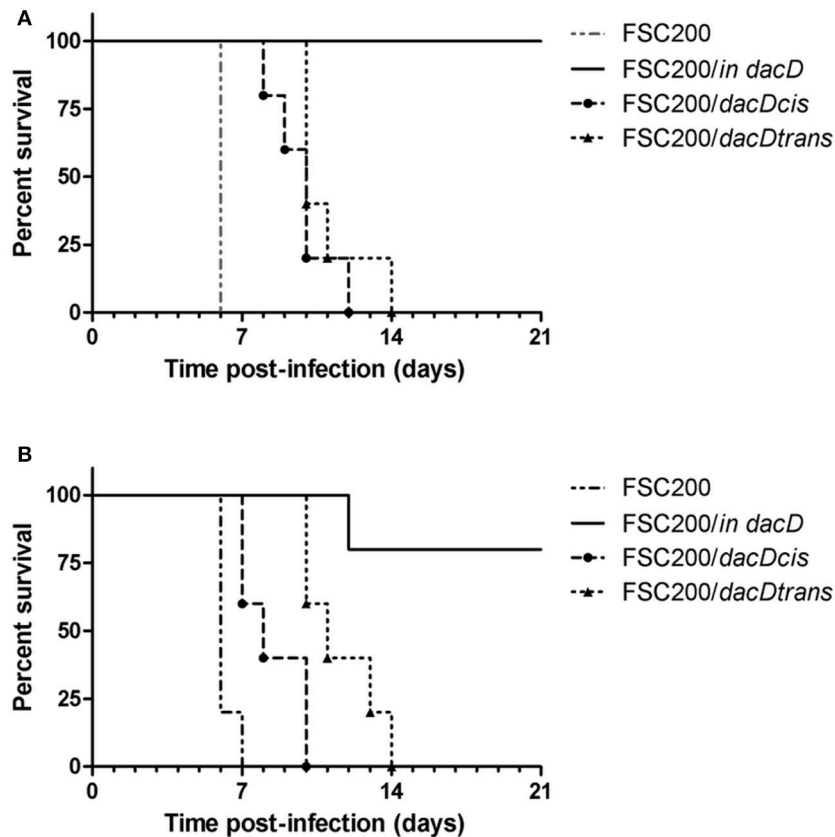 A
Percent survival
100
75
50
25
0
0 7 14 21
Time post-infection (days)
FSC200
FSC200/in dacD
FSC200/dacDcis
FSC200/dacDtrans
B
Percent survival
100
75
50
25
0
0 7 14 21
Time post-infection (days)
FSC200
FSC200/in dacD
FSC200/dacDcis
FSC200/dacDtrans